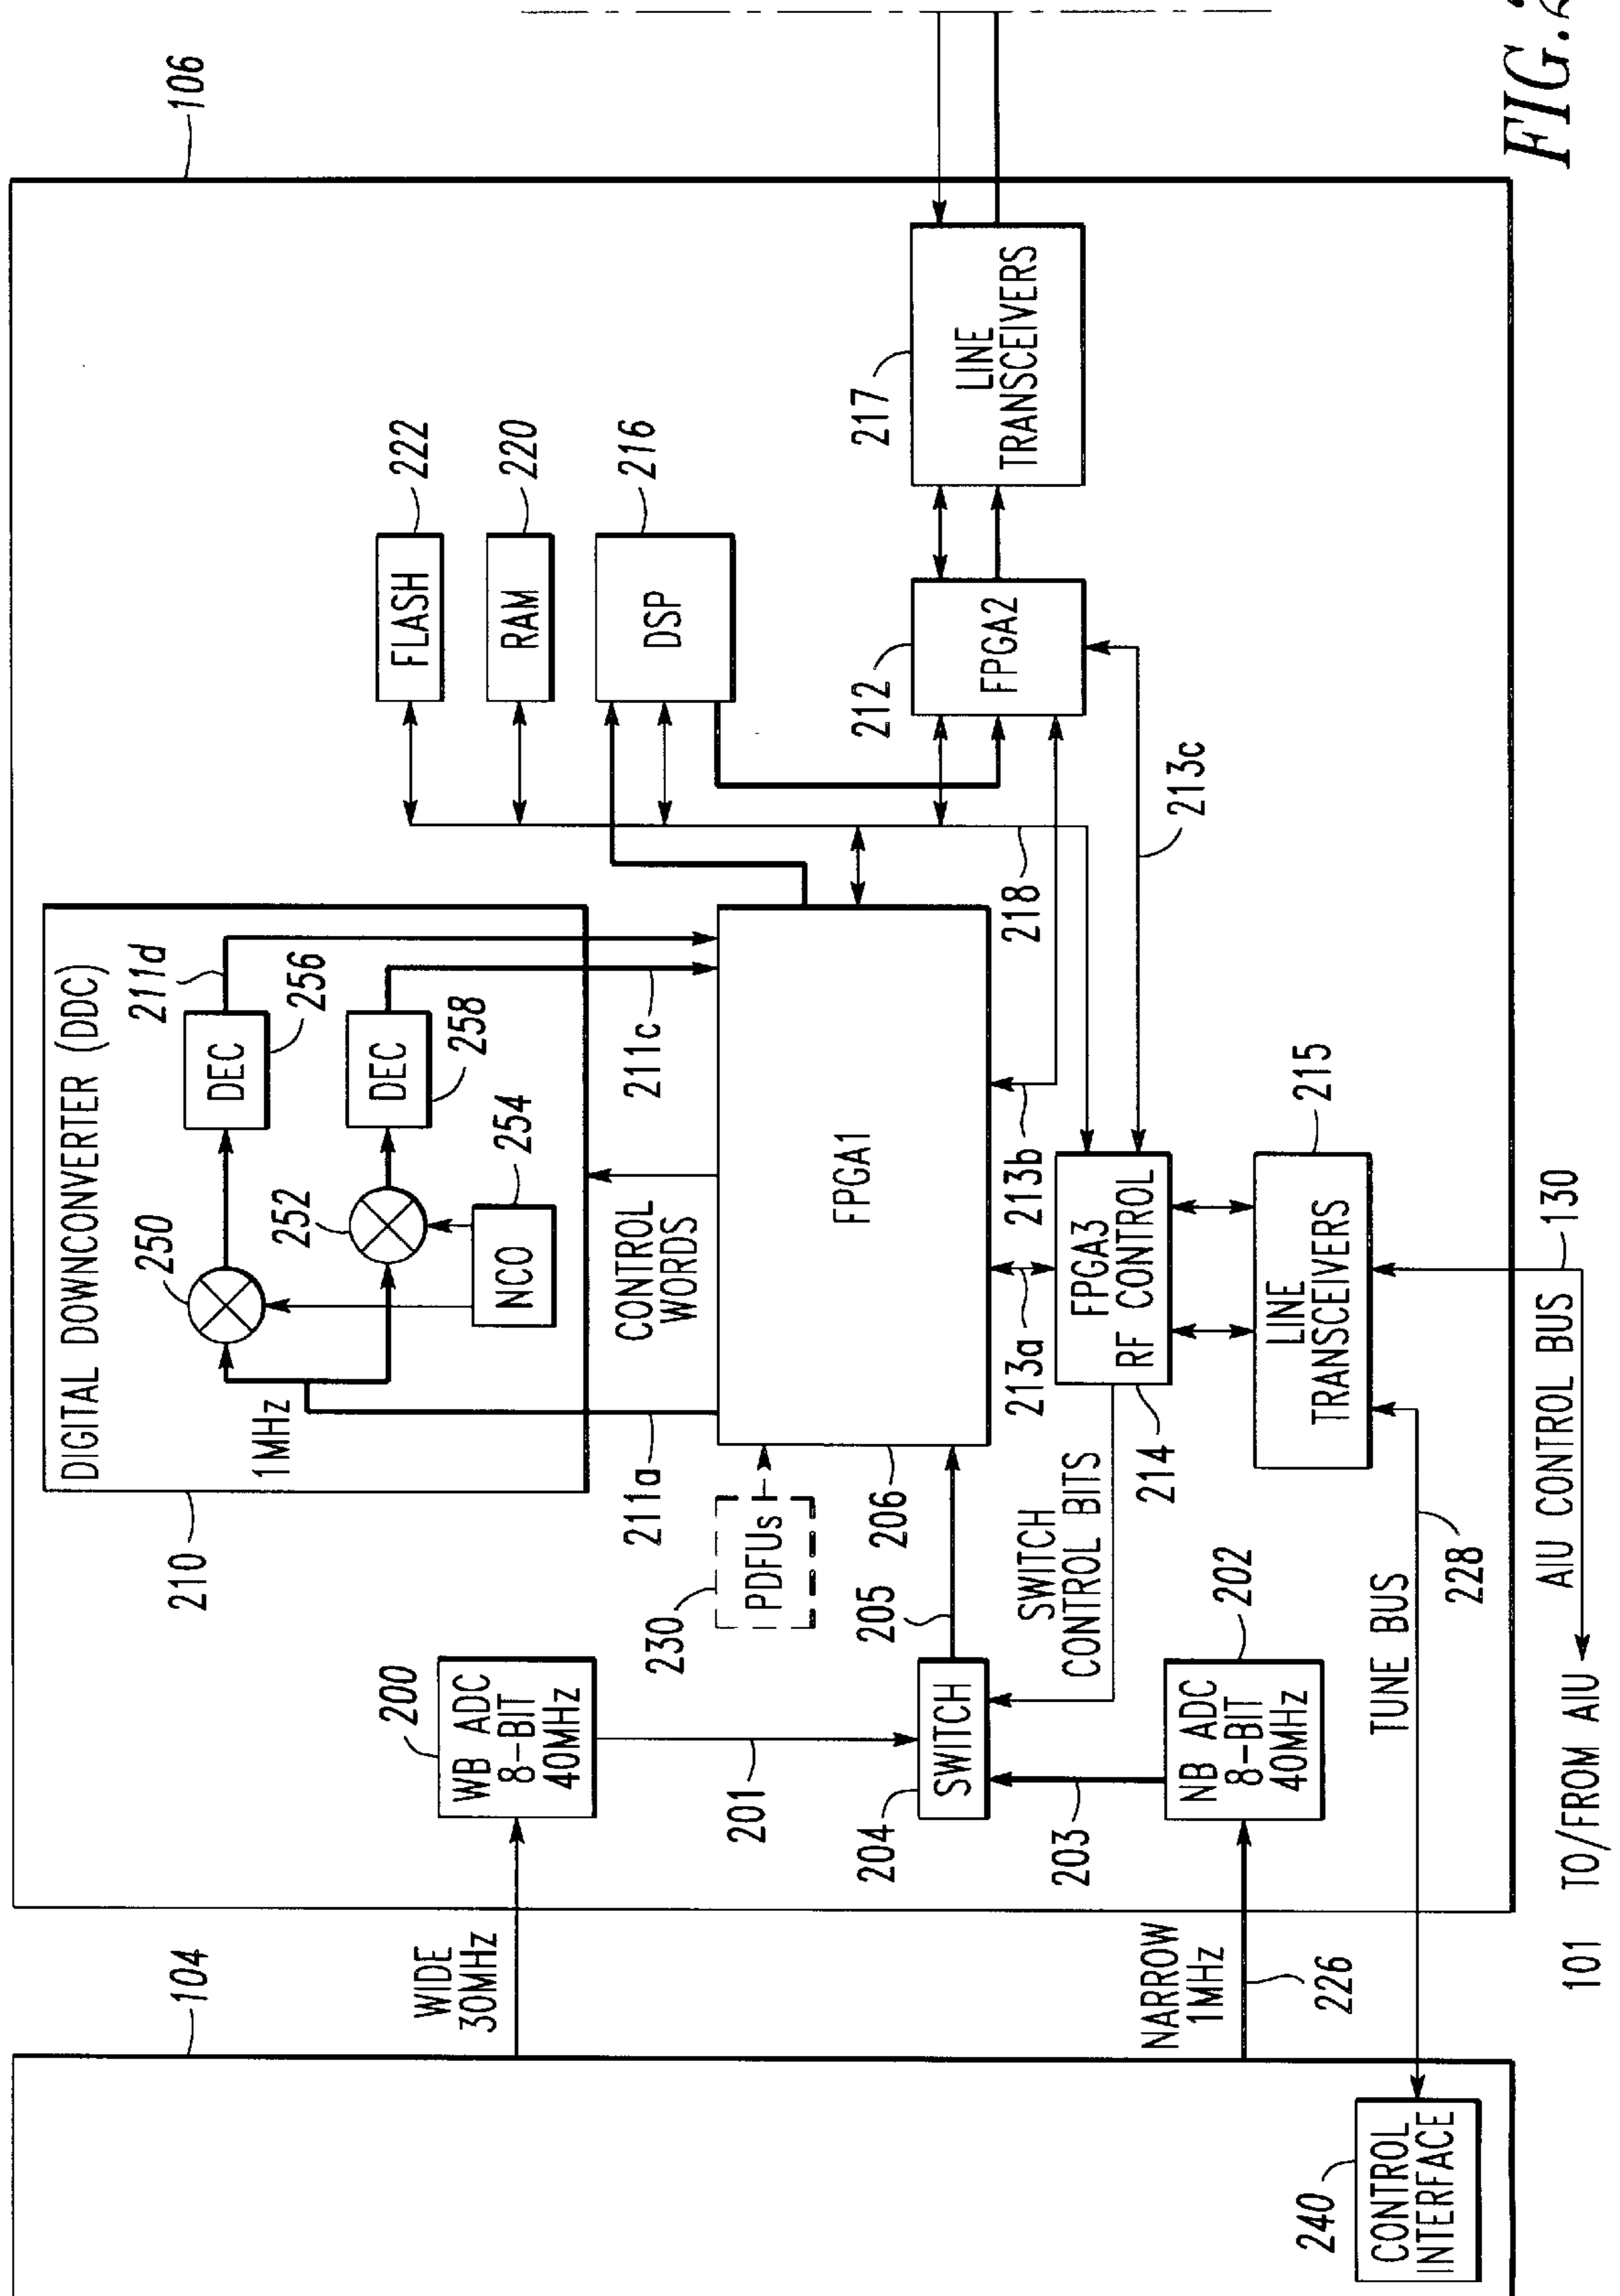 106
104
210
DIGITAL DOWNCONVERTER (DDC)
1MHz
250
252
NCO
254
DEC
256
DEC
258
211d
211c
211a
CONTROL
WORDS
FLASH
222
RAM
220
DSP
216
WIDE
30MHz
WB ADC
8-BIT
40MHz
200
201
230
PDFUs
206
FPGA1
204
SWITCH
205
203
SWITCH
CONTROL BITS
213a
213b
218
212
FPGA2
217
LINE
TRANSCEIVERS
213c
NARROW
1MHz
226
NB ADC
8-BIT
40MHz
202
214
FPGA3
RF CONTROL
LINE
TRANSCEIVERS
215
240
CONTROL
INTERFACE
TUNE BUS
228
AIU CONTROL BUS
130
101 TO/FROM AIU
FIG.